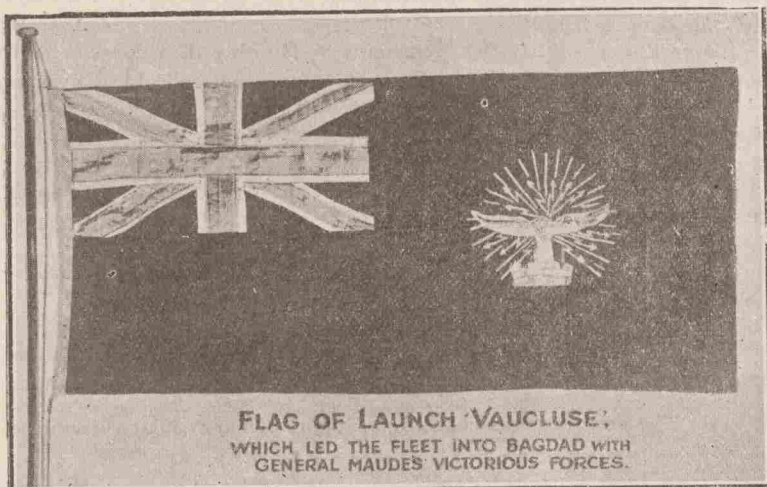 FLAG OF LAUNCH 'VAUCLUSE',
WHICH LED THE FLEET INTO BAGDAD WITH
GENERAL MAUDES VICTORIOUS FORCES.